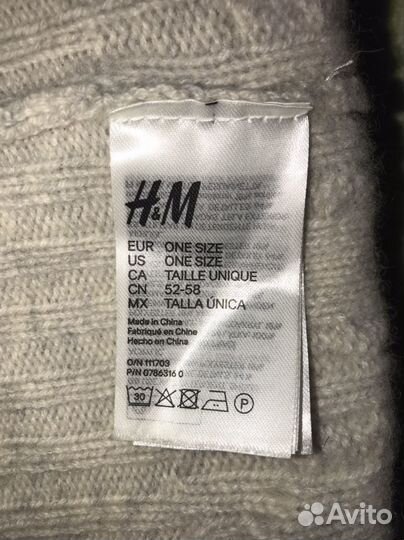 H&M
EUR ONE SIZE
US ONE SIZE
CA TAILLE UNIQUE
CN 52-58
MX TALLA ÚNICA
Made in China
Fabriqué en Chine
Hecho en China
O/N 111703
P/N 0786316 0
30 P
Avito